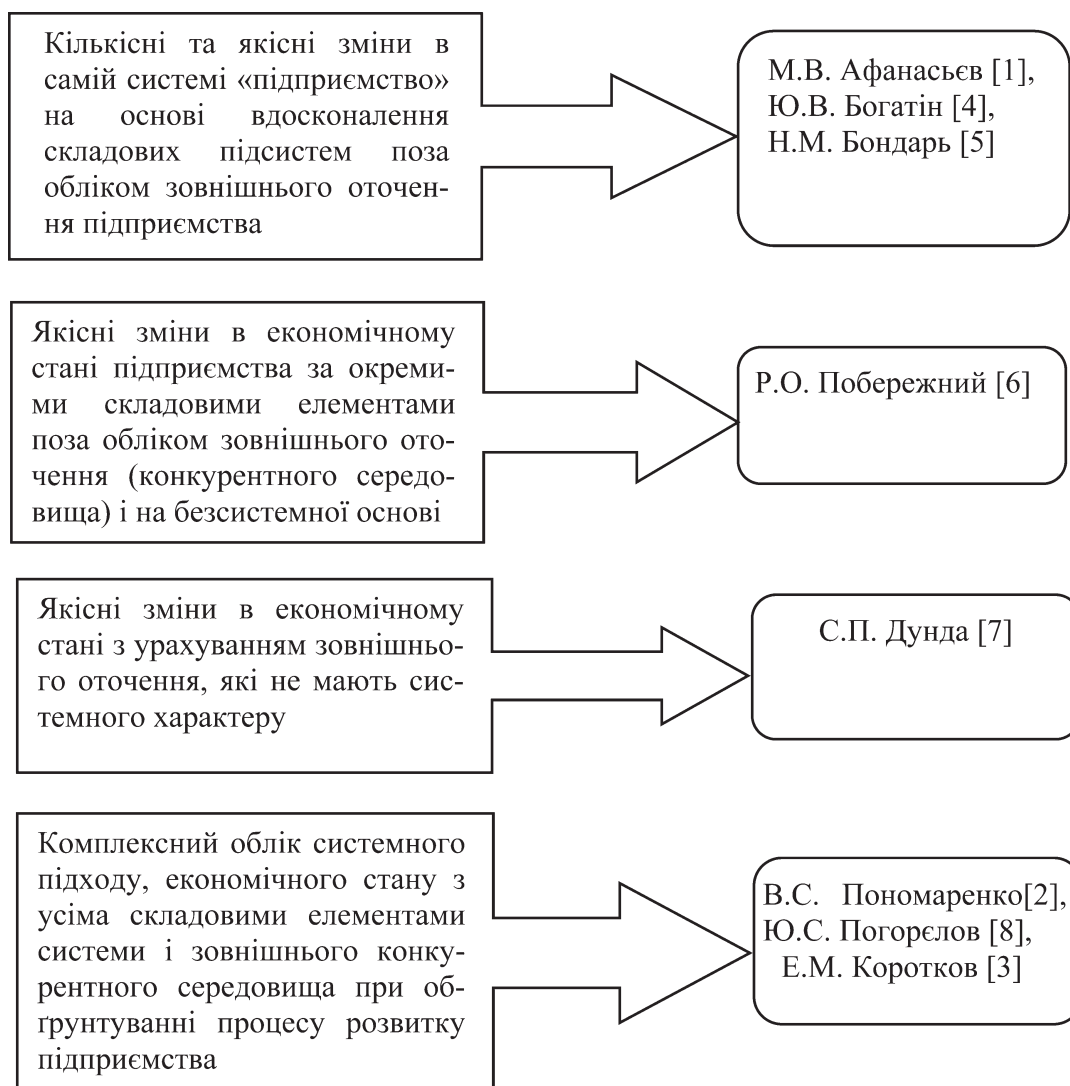 Кількісні та якісні зміни в
самій системі «підприємство»
на основі вдосконалення
складових підсистем поза
обліком зовнішнього оточен-
ня підприємства
М.В. Афанасьєв [1],
Ю.В. Богатін [4],
Н.М. Бондарь [5]
Якісні зміни в економічному
стані підприємства за окреми-
ми складовими елементами
поза обліком зовнішнього ото-
чення (конкурентного середо-
вища) і на безсистемної основі
Р.О. Побережний [6]
Якісні зміни в економічному
стані з урахуванням зовнішньо-
го оточення, які не мають сис-
темного характеру
С.П. Дунда [7]
Комплексний облік системного
підходу, економічного стану з
усіма складовими елементами
системи і зовнішнього конку-
рентного середовища при об-
ґрунтуванні процесу розвитку
підприємства
В.С. Пономаренко[2],
Ю.С. Погорєлов [8],
Е.М. Коротков [3]